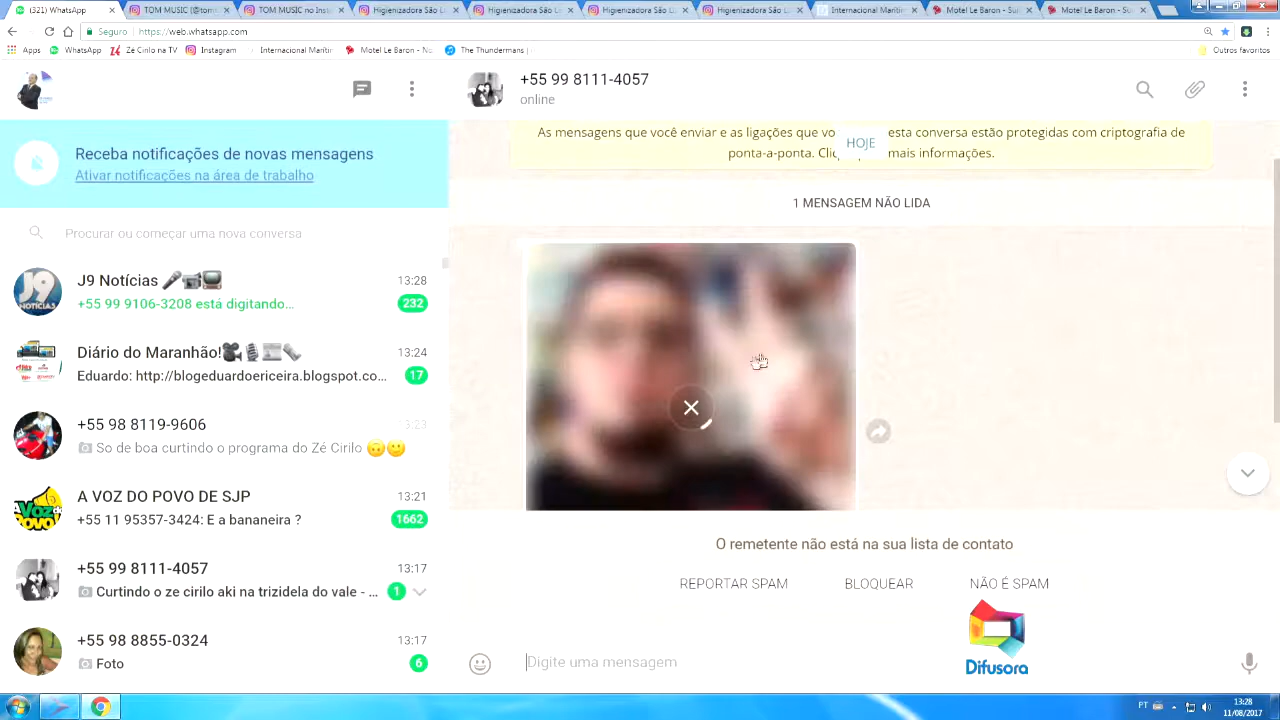 (321) WhatsApp
TOM MUSIC (@tom
TOM MUSIC no Inst
Higienizadora São L
Higienizadora São L
Higienizadora São L
Higienizadora São L
Internacional Marít
Motel Le Baron - Su
Motel Le Baron - Su
Seguro
https://web.whatsapp.com
Apps
WhatsApp
Zé Cirilo na TV
Instagram
Internacional Maríti
Motel Le Baron - Nu
The Thundermans |
Outros favoritos
+55 99 8111-4057
online
Receba notificações de novas mensagens
Ativar notificações na área de trabalho
Procurar ou começar uma nova conversa
J9 Notícias 🎤📹📺 13:28
+55 99 9106-3208 está digitando... 232
J9
NOTÍCIAS
Diário do Maranhão! 13:24
Eduardo: http://blogeduardoericeira.blogspot.co... 17
+55 98 8119-9606 13:23
So de boa curtindo o programa do Zé Cirilo 🙃🙂
A VOZ DO POVO DE SJP 13:21
+55 11 95357-3424: E a bananeira ? 1662
+55 99 8111-4057 13:17
Curtindo o ze cirilo aki na trizidela do vale - ... 1
+55 98 8855-0324 13:17
Foto 6
As mensagens que você enviar e as ligações que vo esta conversa estão protegidas com criptografia de
HOJE
ponta-a-ponta. Cli mais informações.
1 MENSAGEM NÃO LIDA
O remetente não está na sua lista de contato
REPORTAR SPAM BLOQUEAR NÃO É SPAM
Digite uma mensagem
Difusora
PT
13:28
11/08/2017